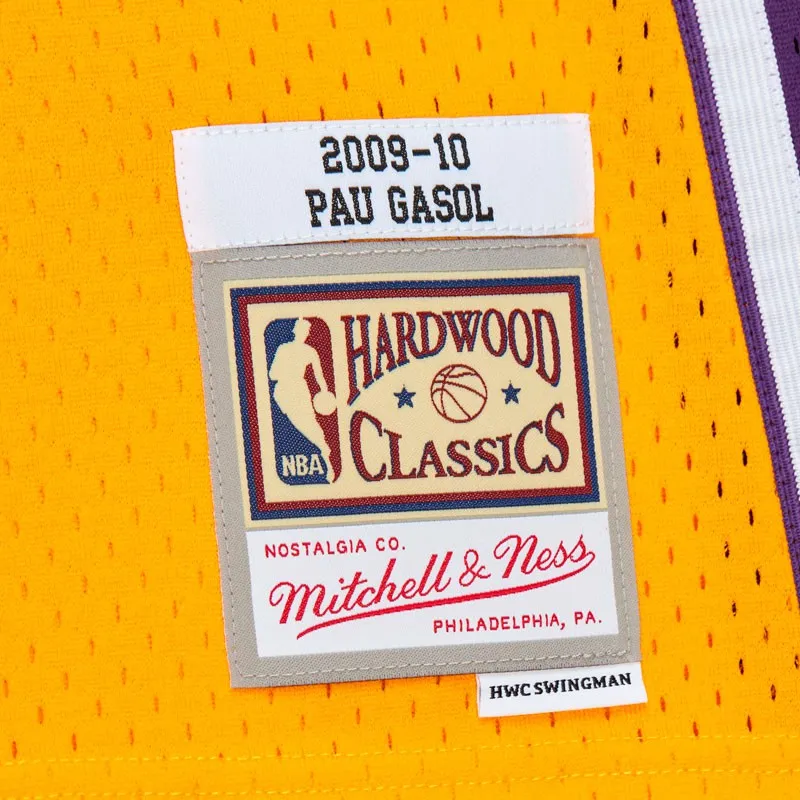 2009-10
PAU GASOL
HARDWOOD
CLASSICS
NBA
NOSTALGIA CO.
Mitchell & Ness
PHILADELPHIA, PA.
HWC SWINGMAN